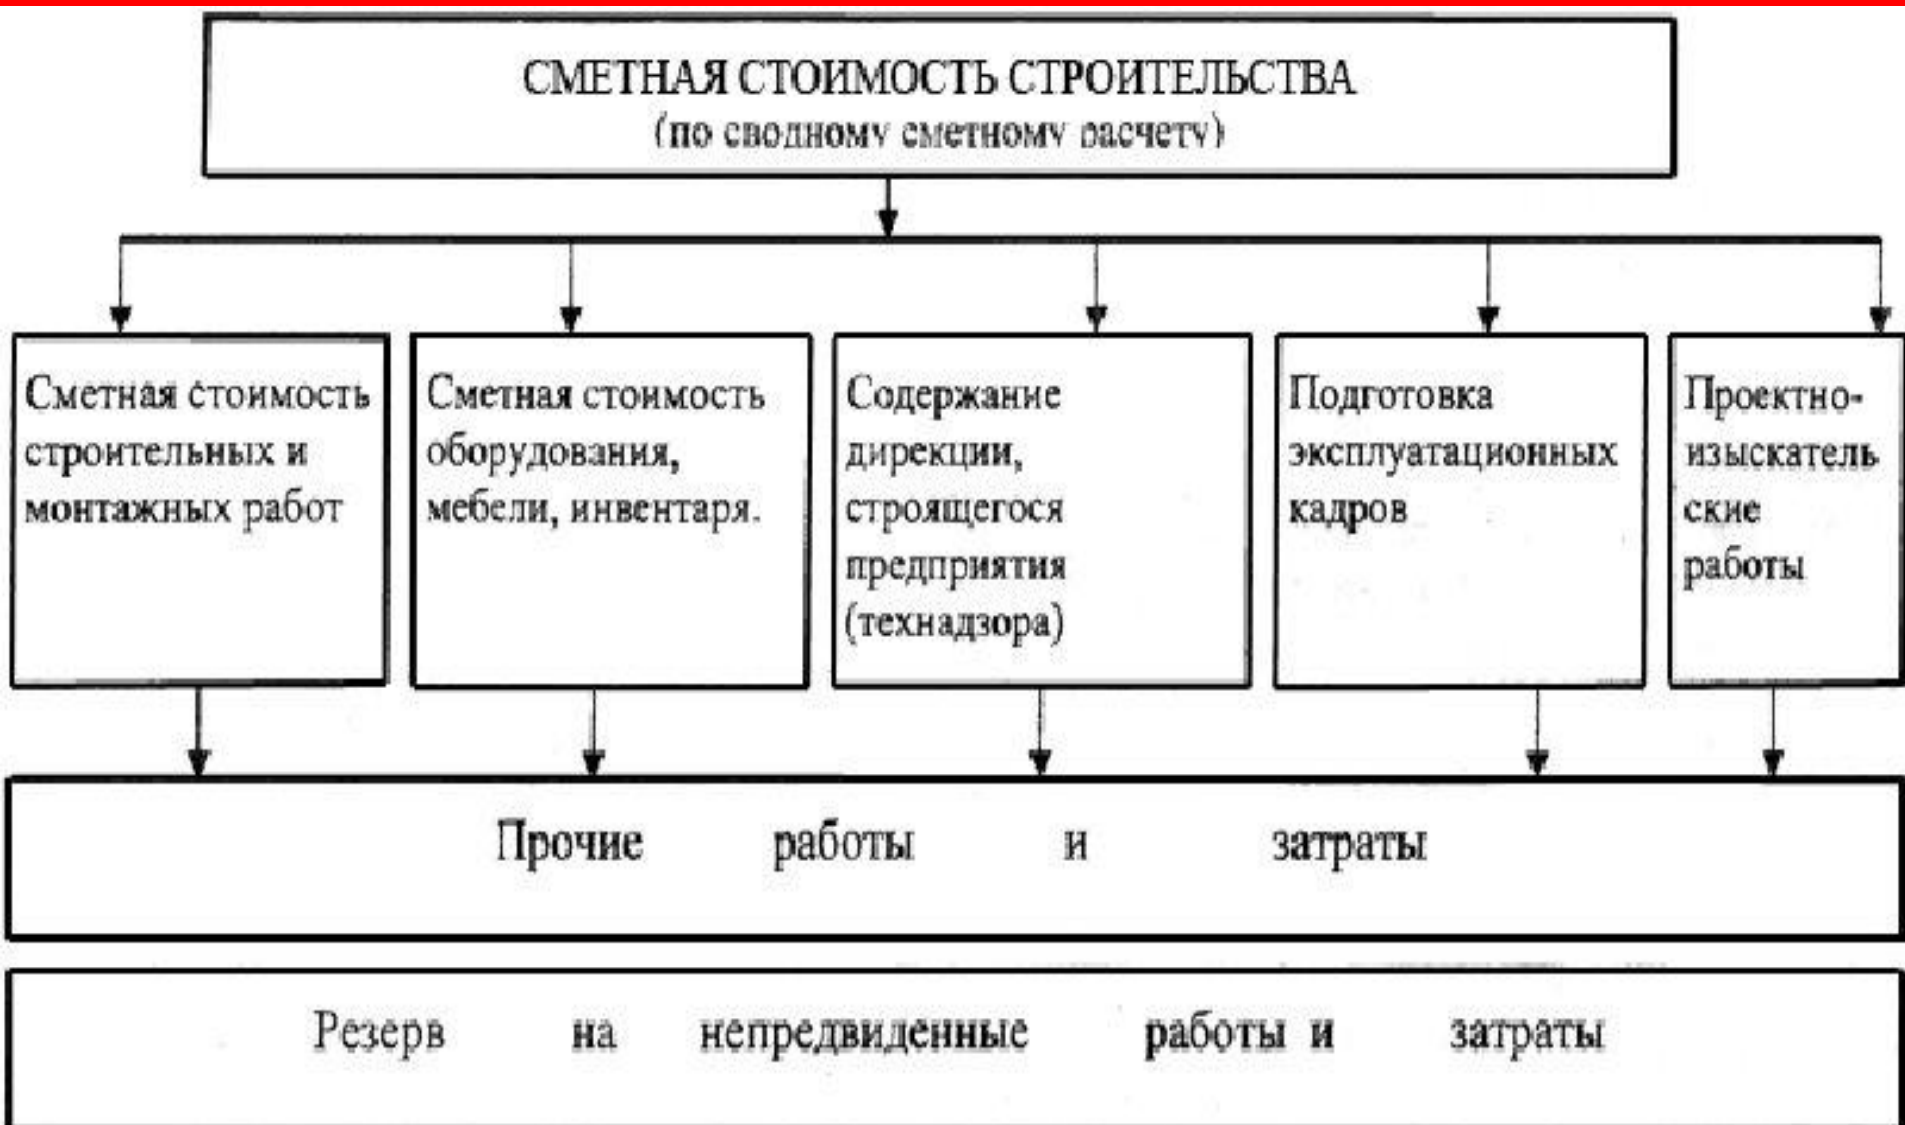 СМЕТНАЯ СТОИМОСТЬ СТРОИТЕЛЬСТВА
(по сводному сметному расчету)
Сметная стоимость
строительных и
монтажных работ
Сметная стоимость
оборудования,
мебели, инвентаря.
Содержание
дирекции,
строящегося
предприятия
(технадзора)
Подготовка
эксплуатационных
кадров
Проектно-
изыскатель
ские
работы
Прочие работы и затраты
Резерв на непредвиденные работы и затраты